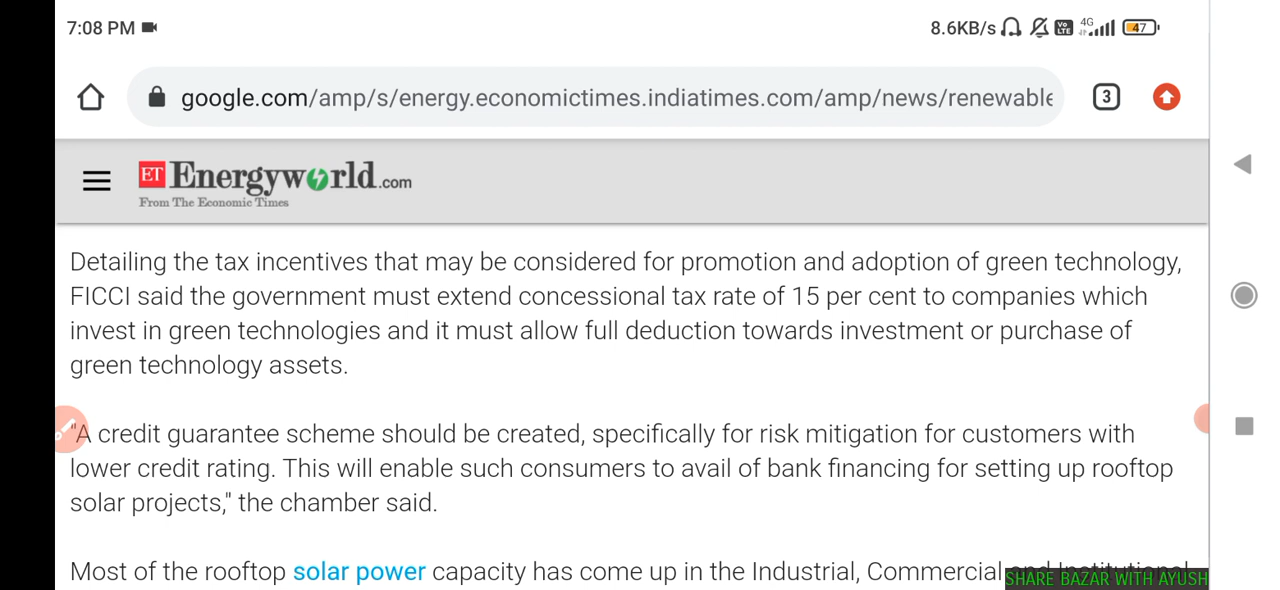 7:08 PM
8.6KB/s Vo LTE 4G 47
google.com/amp/s/energy.economictimes.indiatimes.com/amp/news/renewable
3
ET Energyworld.com
From The Economic Times
Detailing the tax incentives that may be considered for promotion and adoption of green technology,
FICCI said the government must extend concessional tax rate of 15 per cent to companies which
invest in green technologies and it must allow full deduction towards investment or purchase of
green technology assets.
"A credit guarantee scheme should be created, specifically for risk mitigation for customers with
lower credit rating. This will enable such consumers to avail of bank financing for setting up rooftop
solar projects," the chamber said.
Most of the rooftop solar power capacity has come up in the Industrial, Commercial and Institutional
SHARE BAZAR WITH AYUSH